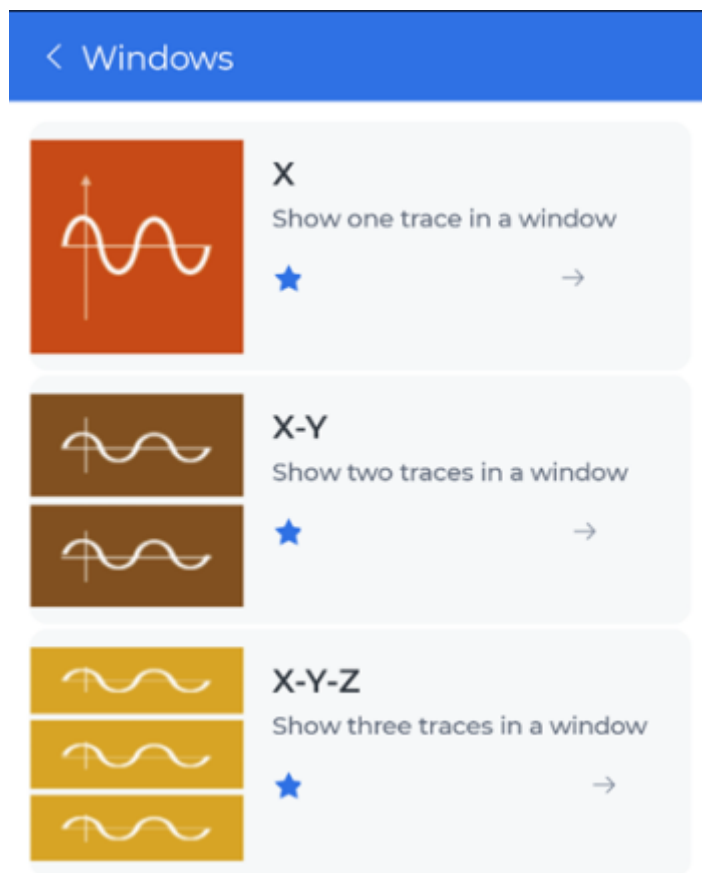 Windows
X
Show one trace in a window
X-Y
Show two traces in a window
X-Y-Z
Show three traces in a window